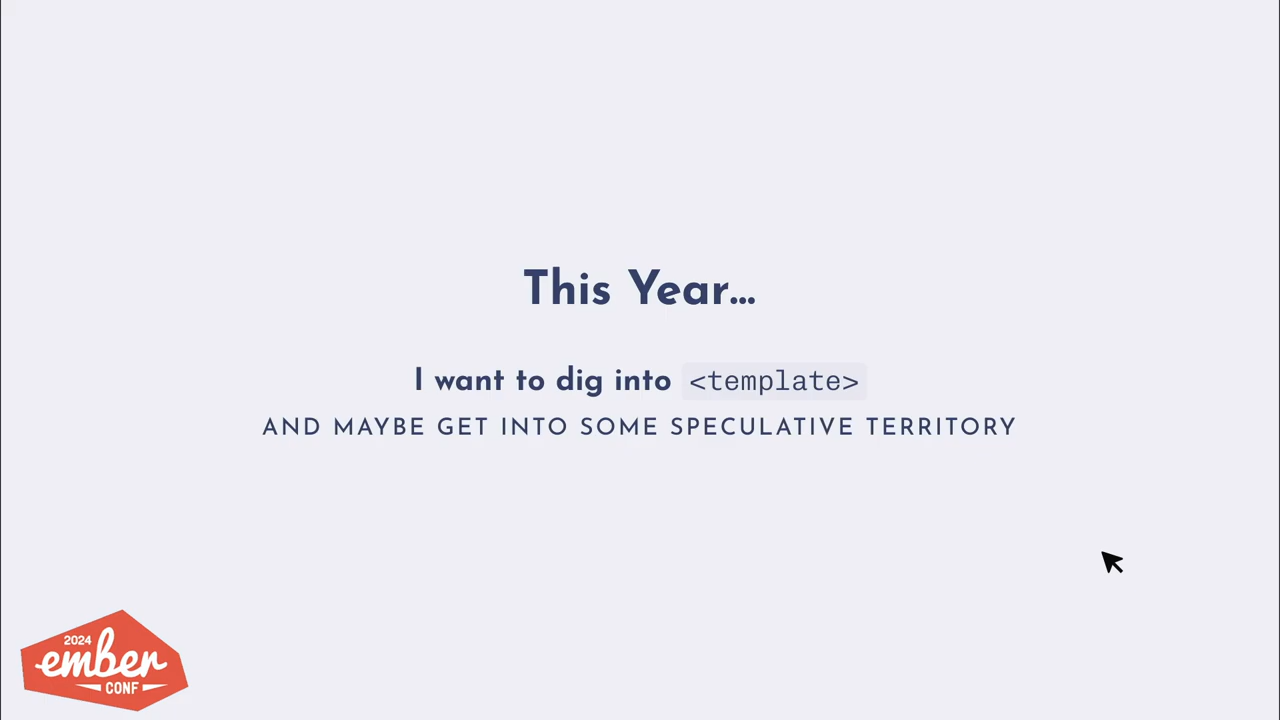 This Year...
I want to dig into <template>
AND MAYBE GET INTO SOME SPECULATIVE TERRITORY
2024
ember
CONF